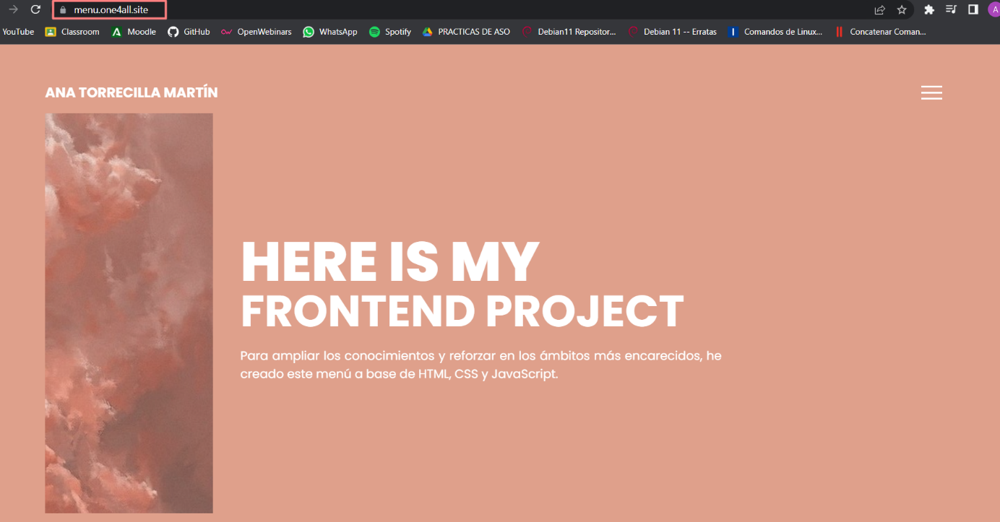 menu.one4all.site
A
YouTube Classroom Moodle GitHub OpenWebinars WhatsApp Spotify PRACTICAS DE ASO Debian11 Repositor... Debian 11 -- Erratas Comandos de Linux... Concatenar Coman...
ANA TORRECILLA MARTÍN
HERE IS MY
FRONTEND PROJECT
Para ampliar los conocimientos y reforzar en los ámbitos más encarecidos, he
creado este menú a base de HTML, CSS y JavaScript.